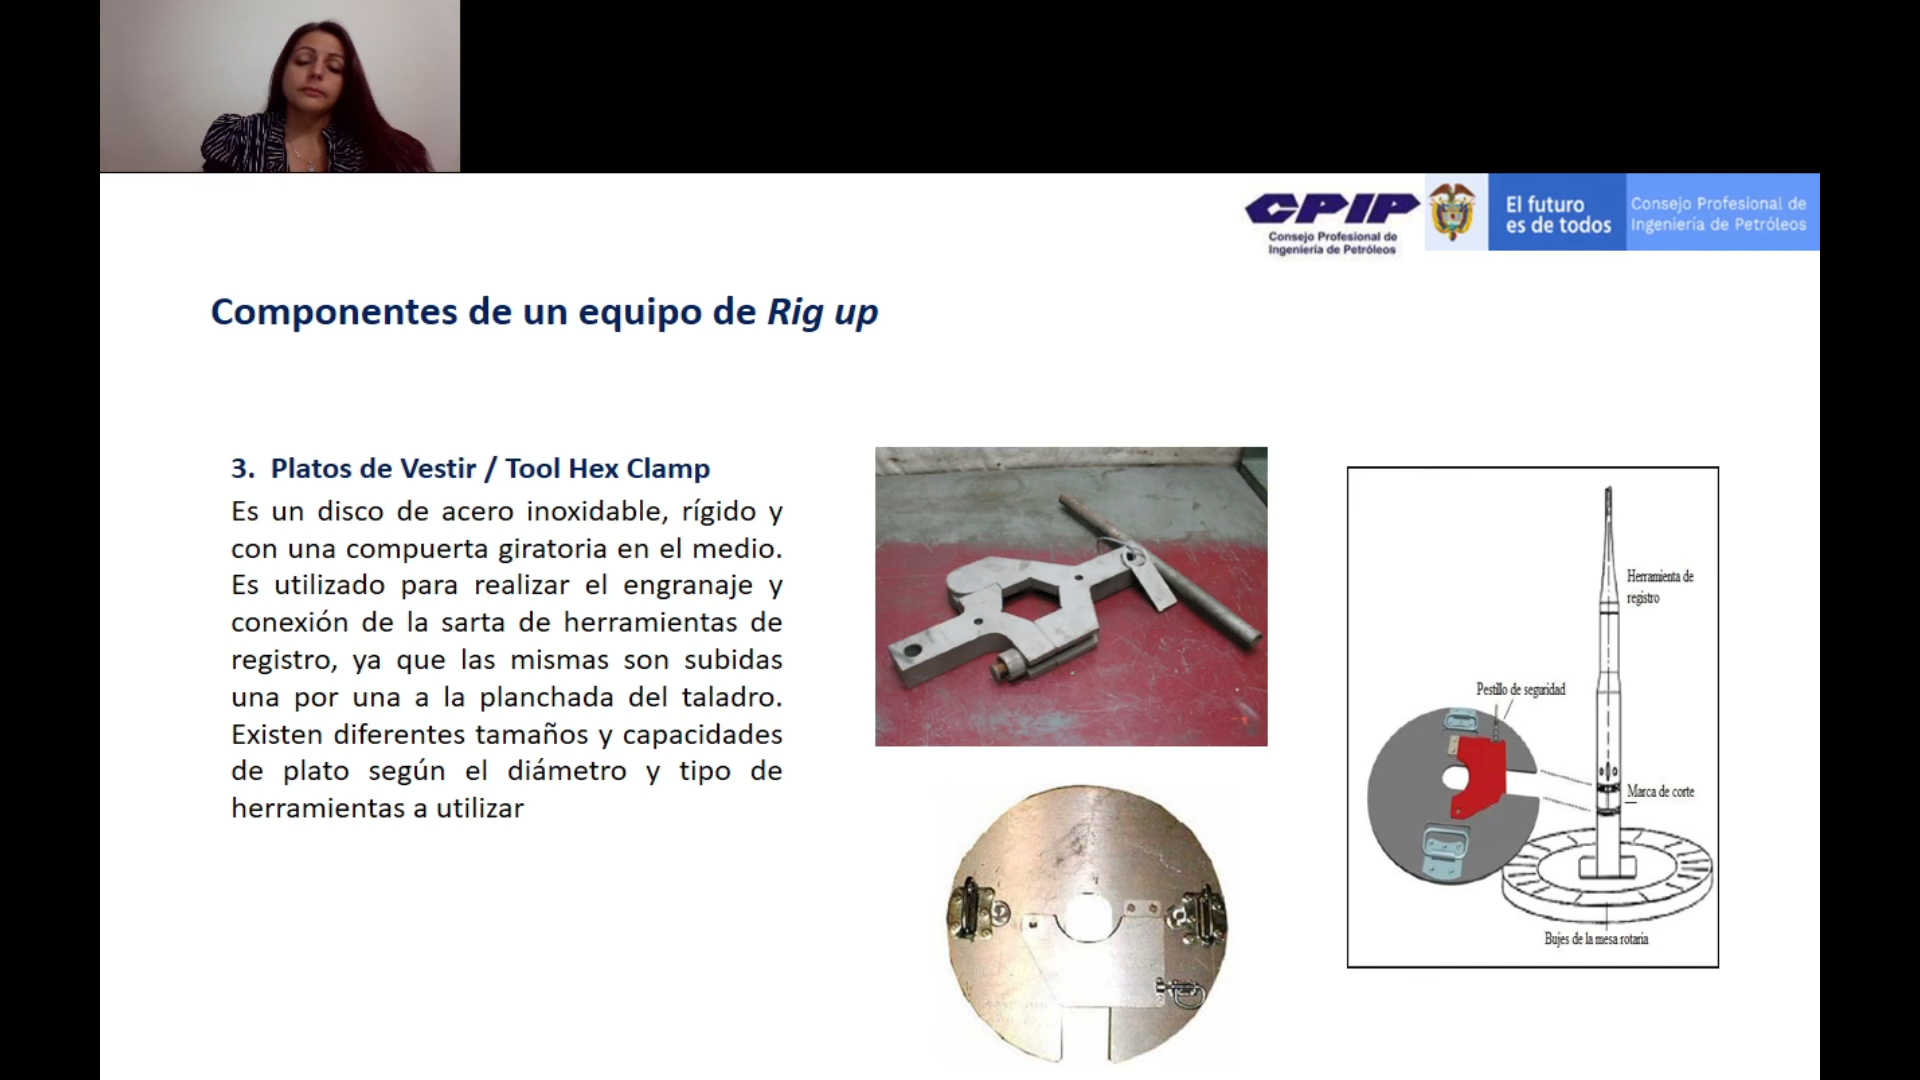 CPIP
Consejo Profesional de
Ingeniería de Petróleos
El futuro
es de todos
Consejo Profesional de
Ingeniería de Petróleos
Componentes de un equipo de Rig up
3. Platos de Vestir / Tool Hex Clamp
Es un disco de acero inoxidable, rígido y
con una compuerta giratoria en el medio.
Es utilizado para realizar el engranaje y
conexión de la sarta de herramientas de
registro, ya que las mismas son subidas
una por una a la planchada del taladro.
Existen diferentes tamaños y capacidades
de plato según el diámetro y tipo de
herramientas a utilizar
Herramienta de
registro
Pestillo de seguridad
Marca de corte
Bujes de la mesa rotaria